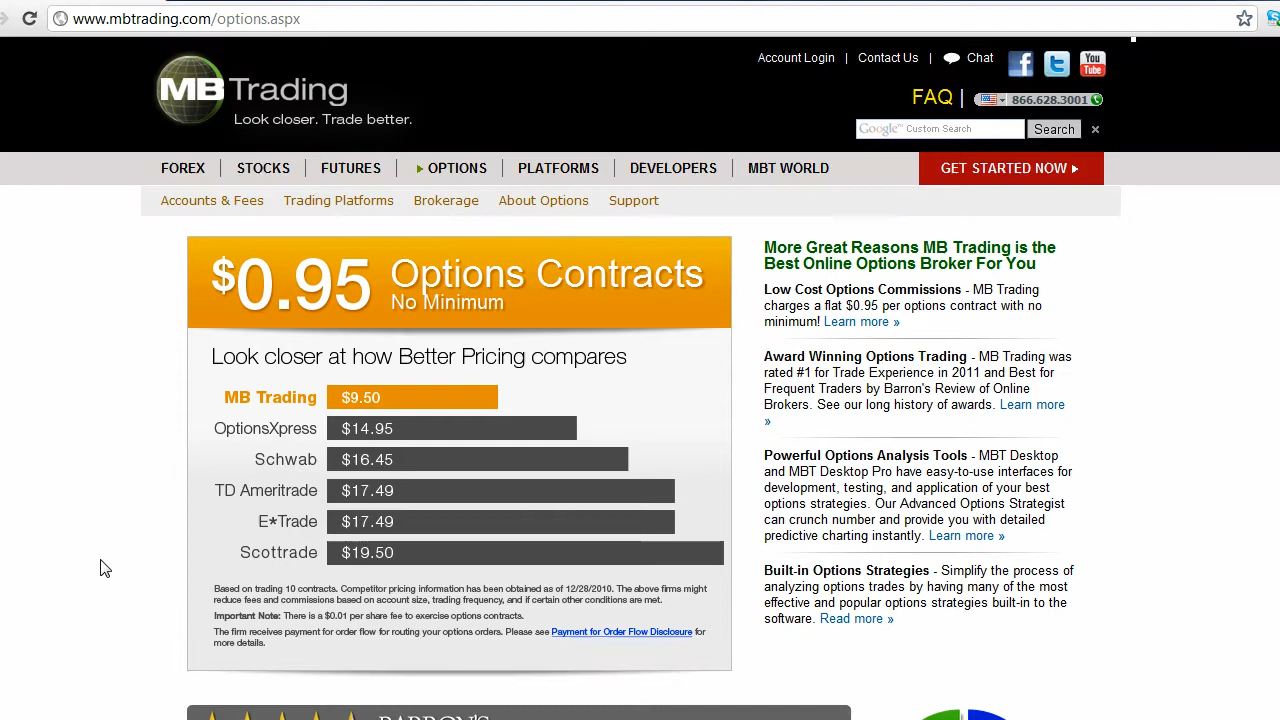 www.mbtrading.com/options.aspx
Account Login | Contact Us | Chat
You Tube
MB Trading
Look closer. Trade better.
FAQ | 866.628.3001
Google Custom Search Search ×
FOREX STOCKS FUTURES OPTIONS PLATFORMS DEVELOPERS MBT WORLD GET STARTED NOW
Accounts & Fees Trading Platforms Brokerage About Options Support
$0.95 Options Contracts
No Minimum
Look closer at how Better Pricing compares
MB Trading $9.50
OptionsXpress $14.95
Schwab $16.45
TD Ameritrade $17.49
E*Trade $17.49
Scottrade $19.50
Based on trading 10 contracts. Competitor pricing information has been obtained as of 12/28/2010. The above firms might
reduce fees and commissions based on account size, trading frequency, and if certain other conditions are met.
Important Note: There is a $0.01 per share fee to exercise options contracts.
The firm receives payment for order flow for routing your options orders. Please see Payment for Order Flow Disclosure for
more details.
More Great Reasons MB Trading is the
Best Online Options Broker For You
Low Cost Options Commissions - MB Trading
charges a flat $0.95 per options contract with no
minimum! Learn more »
Award Winning Options Trading - MB Trading was
rated #1 for Trade Experience in 2011 and Best for
Frequent Traders by Barron's Review of Online
Brokers. See our long history of awards. Learn more
»
Powerful Options Analysis Tools - MBT Desktop
and MBT Desktop Pro have easy-to-use interfaces for
development, testing, and application of your best
options strategies. Our Advanced Options Strategist
can crunch number and provide you with detailed
predictive charting instantly. Learn more »
Built-in Options Strategies - Simplify the process of
analyzing options trades by having many of the most
effective and popular options strategies built-in to the
software. Read more »
BARRON'S